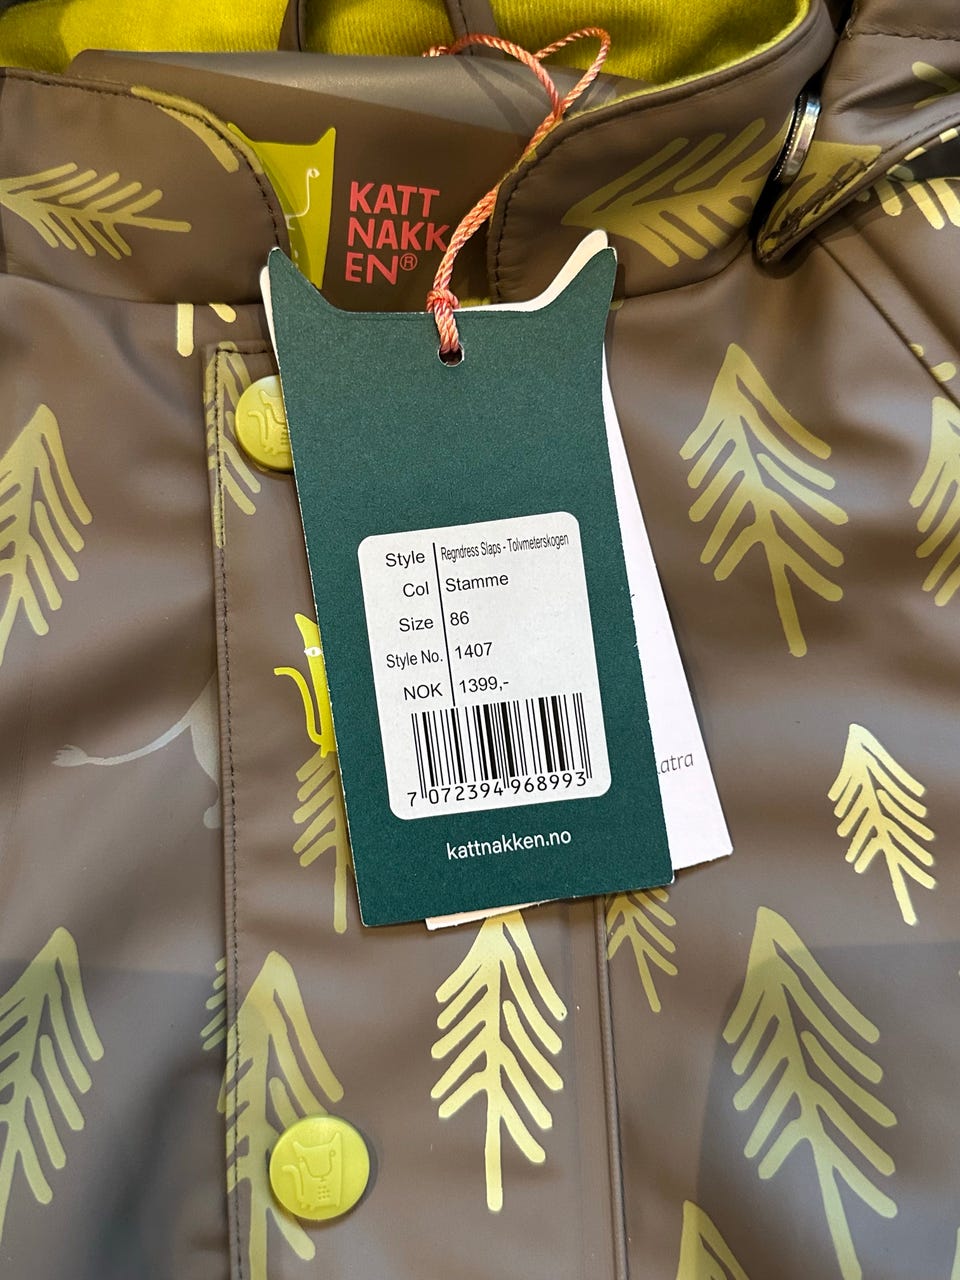 KATT
NAKK
EN®
Style Regndress Slaps - Tolvmeterskogen
Col Stamme
Size 86
Style No. 1407
NOK 1399,-
7 072394 968993
kattnakken.no